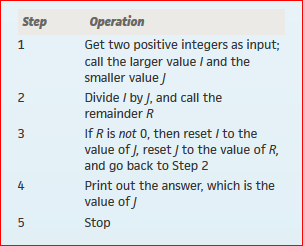 Step Operation
1 Get two positive integers as input;
call the larger value I and the
smaller value J
2 Divide I by J, and call the
remainder R
3 If R is not 0, then reset I to the
value of J, reset J to the value of R,
and go back to Step 2
4 Print out the answer, which is the
value of J
5 Stop